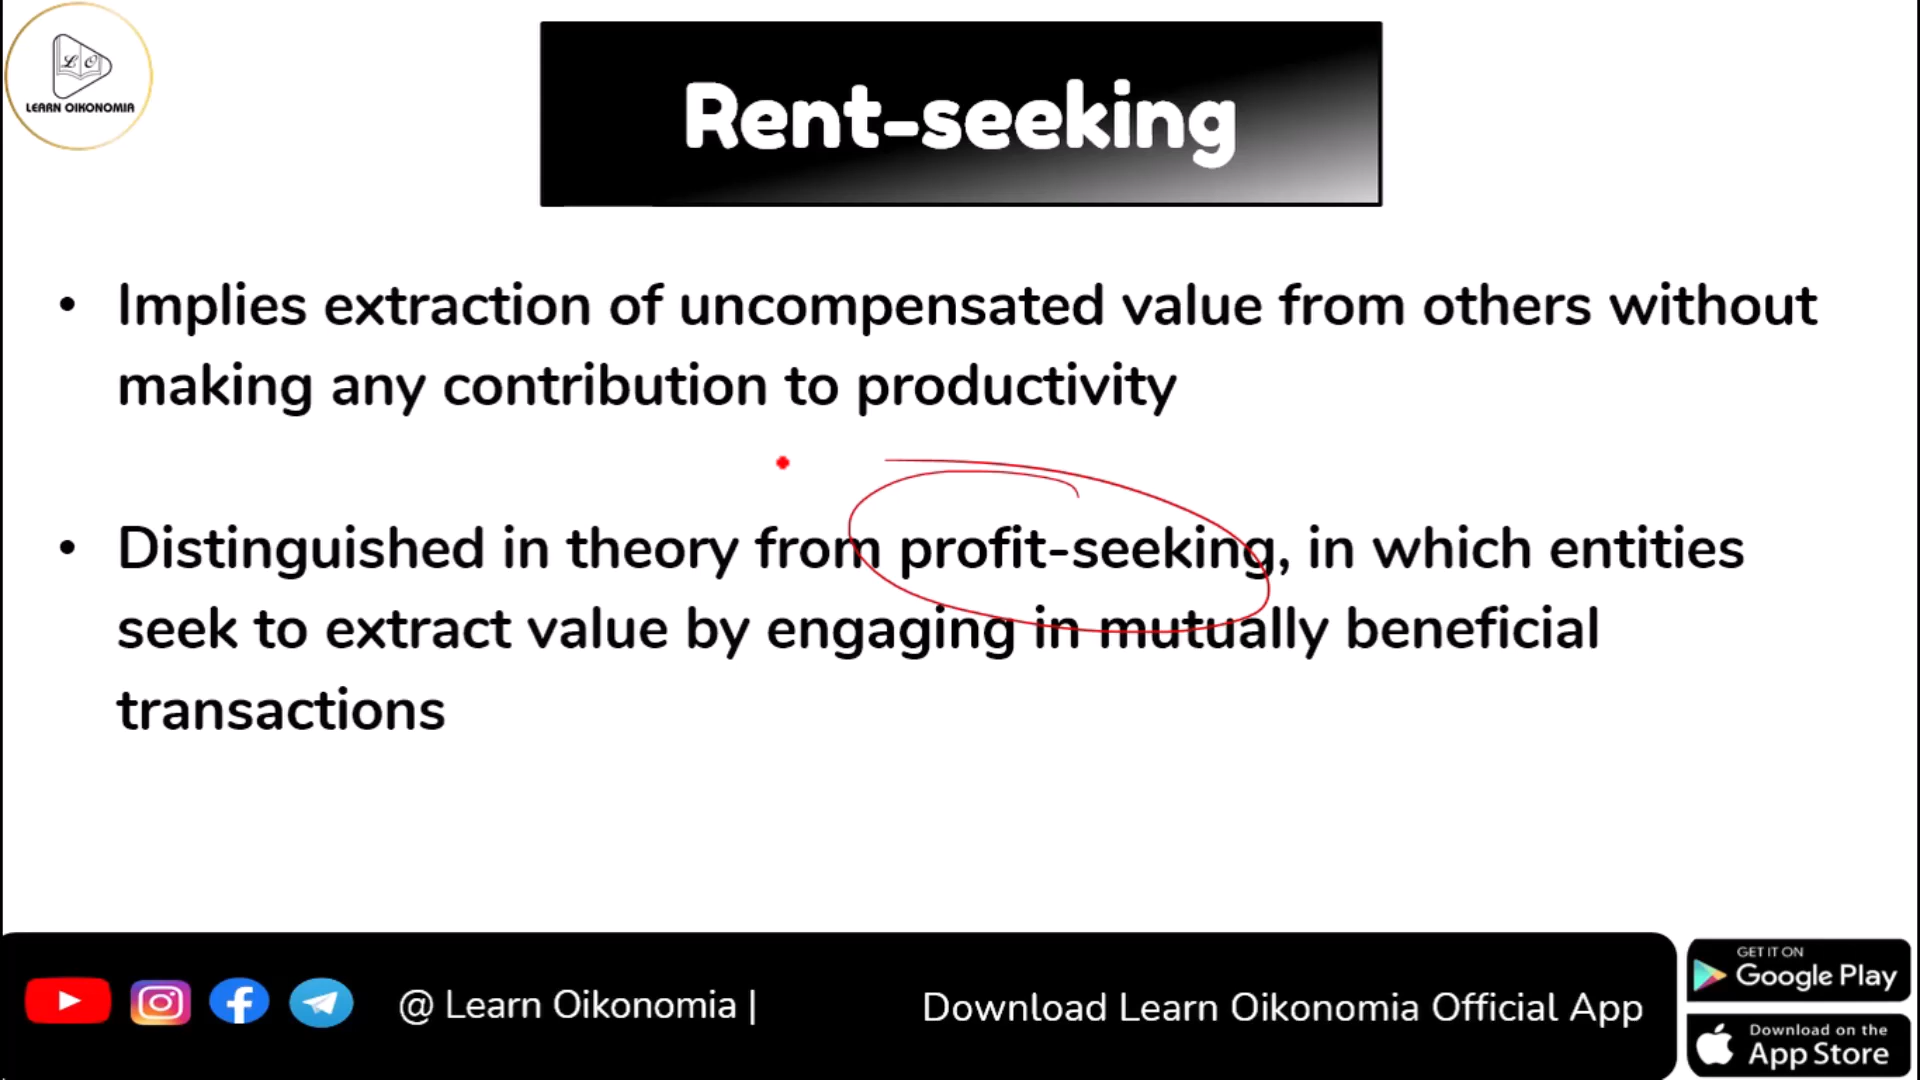 LO
LEARN OIKONOMIA
Rent-seeking
• Implies extraction of uncompensated value from others without
making any contribution to productivity
• Distinguished in theory from profit-seeking, in which entities
seek to extract value by engaging in mutually beneficial
transactions
@ Learn Oikonomia |
Download Learn Oikonomia Official App
GET IT ON
Google Play
Download on the
App Store